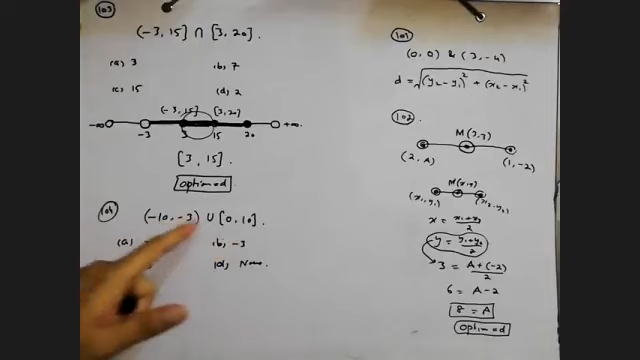 103
(-3, 15] ∩ [3, 20].
(a) 3
(b) 7
(c) 15
(d) 2
(-3, 15] [3, 20]
-∞ -3 3 15 20 +∞
[3, 15].
option d
104
(-10, -3) ∪ [0, 10].
(a)
(b) -3
(d) None.
101
(0, 0) & (3, -4)
d = √(y₂-y₁)² + (x₂-x₁)²
102
M(3,3)
(2, A) (1, -2)
(x₁, y₁) (x₂, y₂)
x = x₁+x₂/2
y = y₁+y₂/2
3 = A+(-2)/2
6 = A-2
8 = A
option d